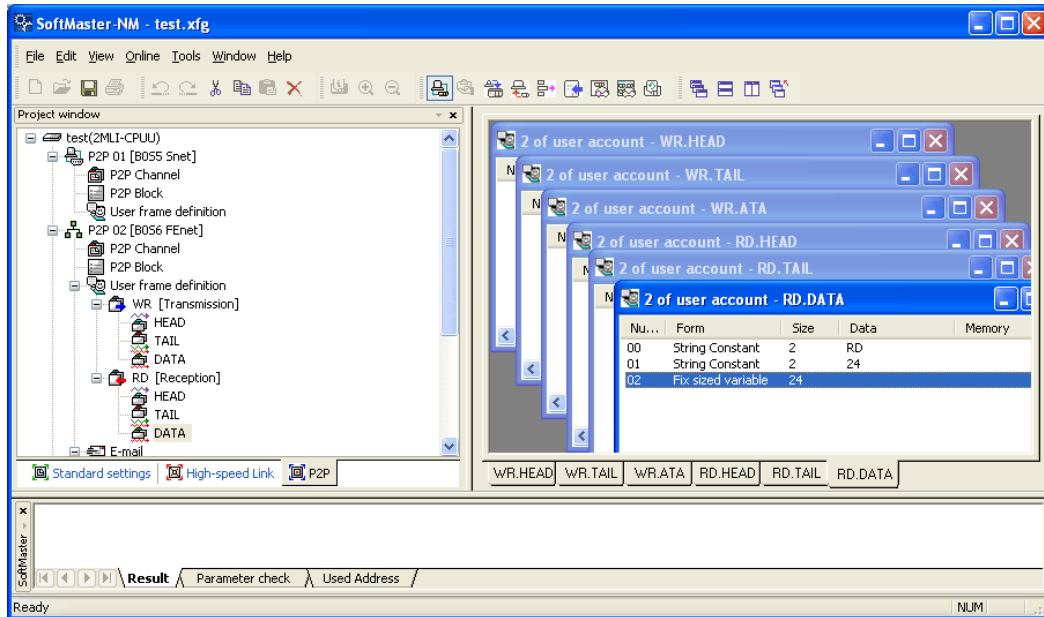 SoftMaster-NM - test.xfg
File Edit View Online Tools Window Help
Project window
test(2MLI-CPUU)
P2P 01 [B0S5 Snet]
P2P Channel
P2P Block
User frame definition
P2P 02 [B0S6 FEnet]
P2P Channel
P2P Block
User frame definition
WR [Transmission]
HEAD
TAIL
DATA
RD [Reception]
HEAD
TAIL
DATA
E-mail
Standard settings High-speed Link P2P
2 of user account - WR.HEAD
N 2 of user account - WR.TAIL
N 2 of user account - WR.ATA
N 2 of user account - RD.HEAD
N 2 of user account - RD.TAIL
N 2 of user account - RD.DATA
Nu... Form Size Data Memory
00 String Constant 2 RD
01 String Constant 2 24
02 Fix sized variable 24
WR.HEAD WR.TAIL WR.ATA RD.HEAD RD.TAIL RD.DATA
SoftMaster
Result Parameter check Used Address
Ready NUM